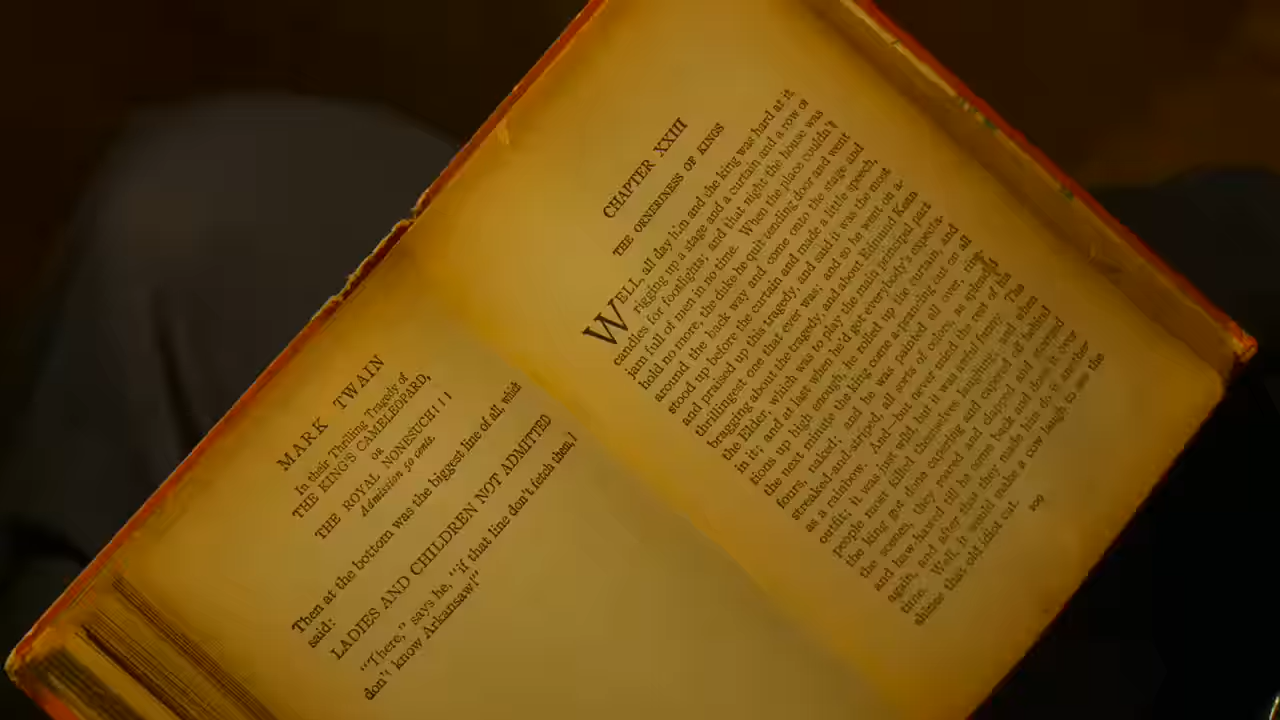 MARK TWAIN
In their Thrilling Tragedy of
THE KING'S CAMELEOPARD,
or
THE ROYAL NONESUCH!!!
Admission 50 cents.
Then at the bottom was the biggest line of all, which
said:
LADIES AND CHILDREN NOT ADMITTED
"There," says he, "if that line don't fetch them, I
don't know Arkansaw!"
CHAPTER XXIII
THE ORNERINESS OF KINGS
WELL, all day him and the king was hard at it,
rigging up a stage and a curtain and a row of
candles for footlights; and that night the house was
jam full of men in no time. When the place couldn't
hold no more, the duke he quit tending door and went
around the back way and come onto the stage and
stood up before the curtain and made a little speech,
and praised up this tragedy, and said it was the most
thrillingest one that ever was; and so he went on a-
bragging about the tragedy, and about Edmund Kean
the Elder, which was to play the main principal part
in it; and at last when he'd got everybody's expecta-
tions up high enough, he rolled up the curtain, and
the next minute the king come a-prancing out on all
fours, naked; and he was painted all over, ring-
streaked-and-striped, all sorts of colors, as splendid
as a rainbow. And—but never mind the rest of his
outfit; it was just wild, but it was awful funny. The
people most killed themselves laughing; and when
the king got done capering and capered off behind
the scenes, they roared and clapped and stormed
and haw-hawed till he come back and done it over
again, and after that they made him do it another
time. Well, it would make a cow laugh to see the
shines that old idiot cut.